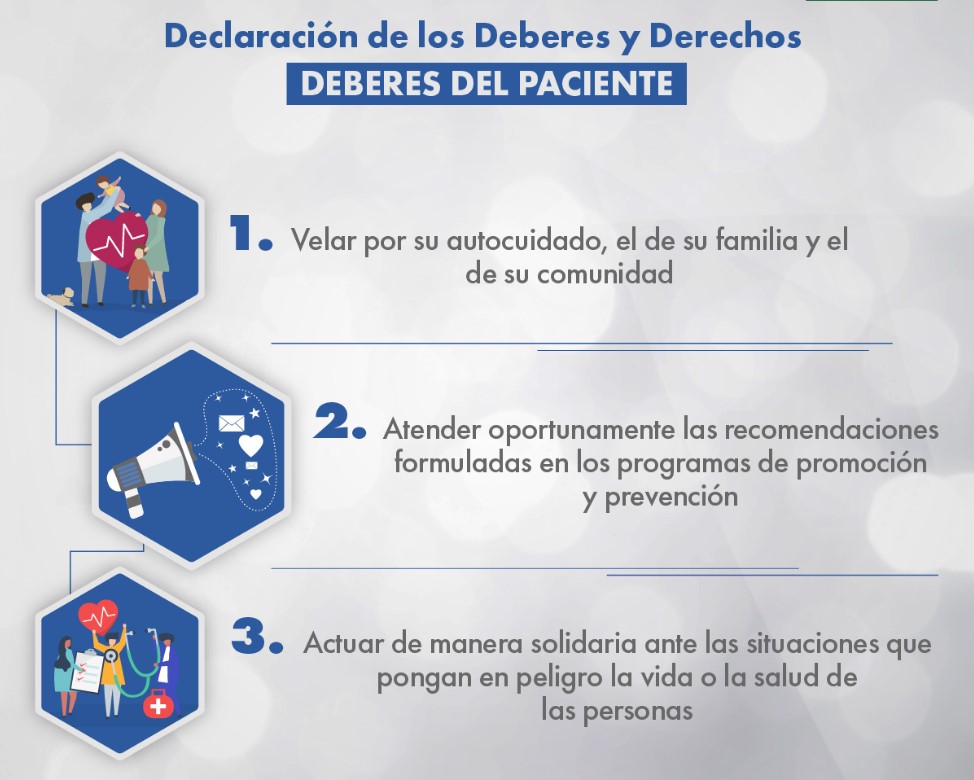 Declaración de los Deberes y Derechos
DEBERES DEL PACIENTE
1. Velar por su autocuidado, el de su familia y el
de su comunidad
2. Atender oportunamente las recomendaciones
formuladas en los programas de promoción
y prevención
3. Actuar de manera solidaria ante las situaciones que
pongan en peligro la vida o la salud de
las personas